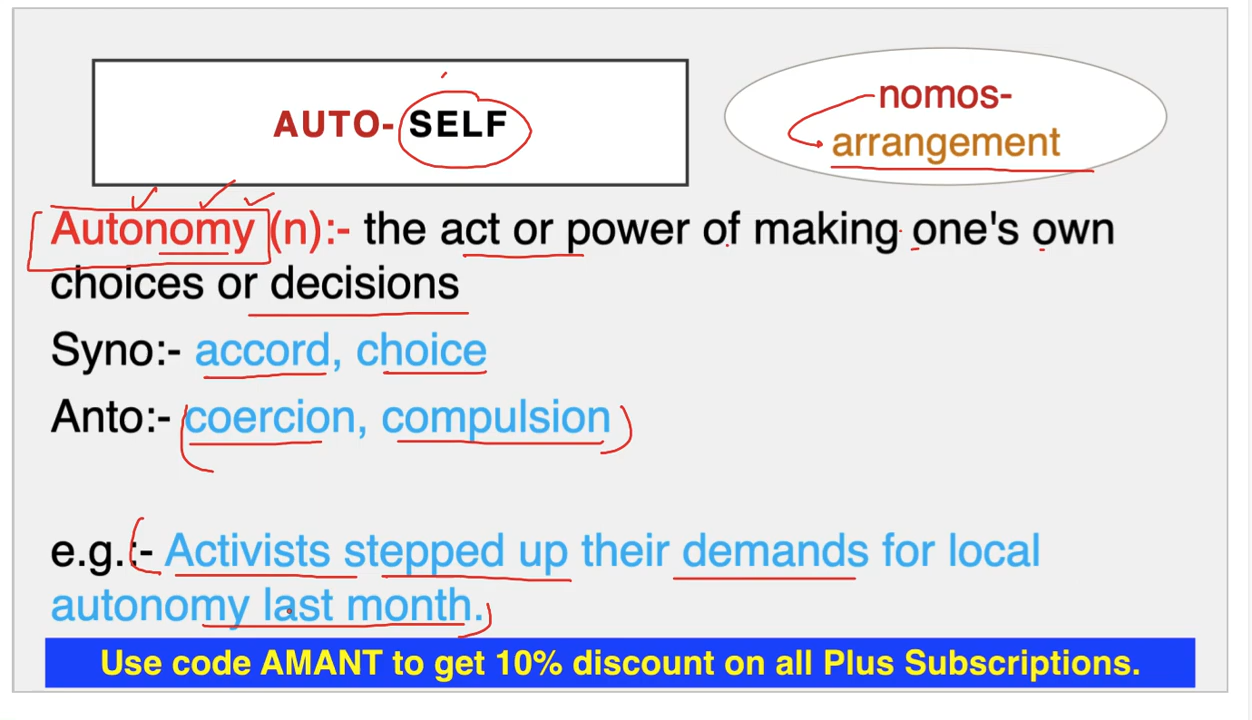 AUTO- SELF
nomos-
arrangement
Autonomy (n):- the act or power of making one's own
choices or decisions
Syno:- accord, choice
Anto:- coercion, compulsion
e.g.:- Activists stepped up their demands for local
autonomy last month.
Use code AMANT to get 10% discount on all Plus Subscriptions.